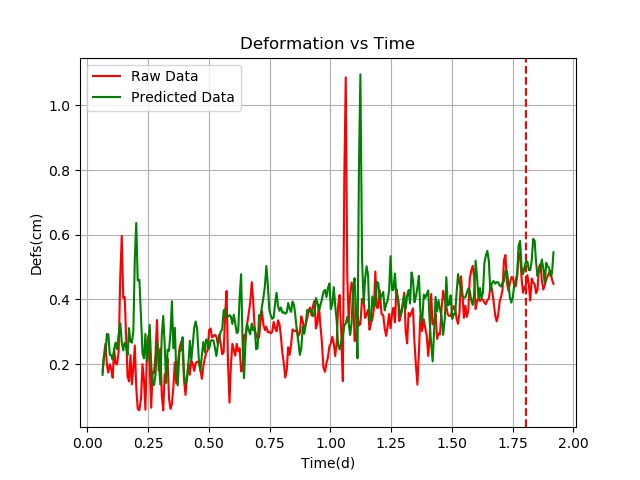 Deformation vs Time
Raw Data
Predicted Data
1.0
0.8
0.6
0.4
0.2
Defs(cm)
0.00 0.25 0.50 0.75 1.00 1.25 1.50 1.75 2.00
Time(d)